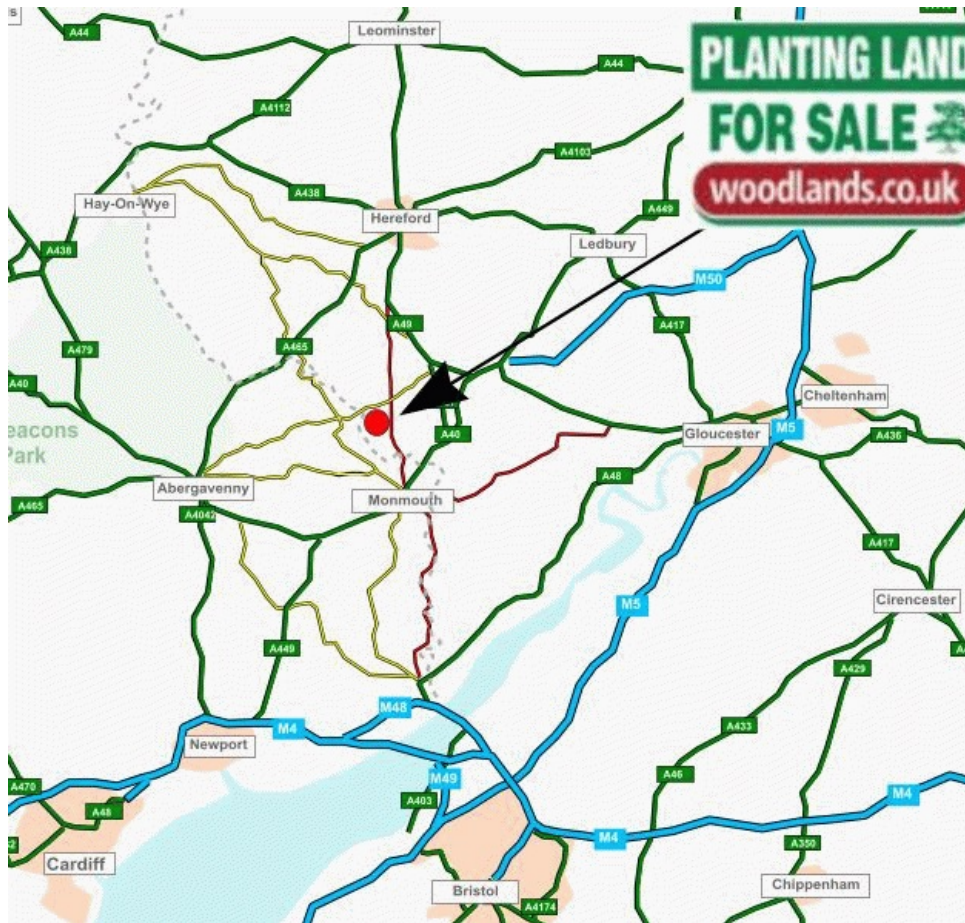 A44
Leominster
A44
PLANTING LAND
FOR SALE
woodlands.co.uk
A4112
A4103
A438
Hay-On-Wye
Hereford
A449
Ledbury
A438
M50
A49
A417
A465
A479
A40
Cheltenham
eacons
Park
A40
Gloucester
M5
A436
A48
Abergavenny
Monmouth
A465
A4042
A417
M5
Cirencester
A449
A429
M48
A433
M4
Newport
A46
M49
A470
M4
A403
A48
M4
A350
Cardiff
Bristol
Chippenham
A4174